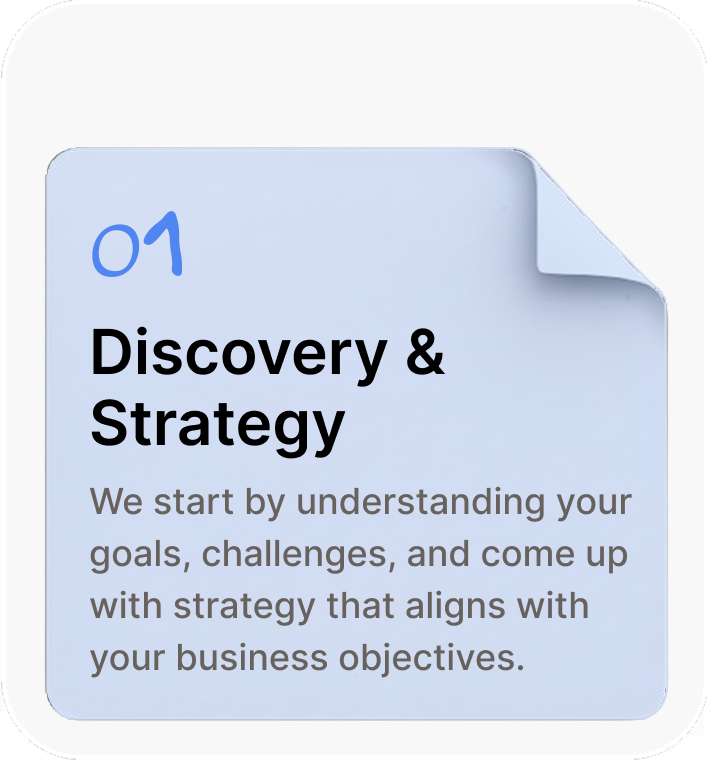 01
Discovery &
Strategy
We start by understanding your
goals, challenges, and come up
with strategy that aligns with
your business objectives.